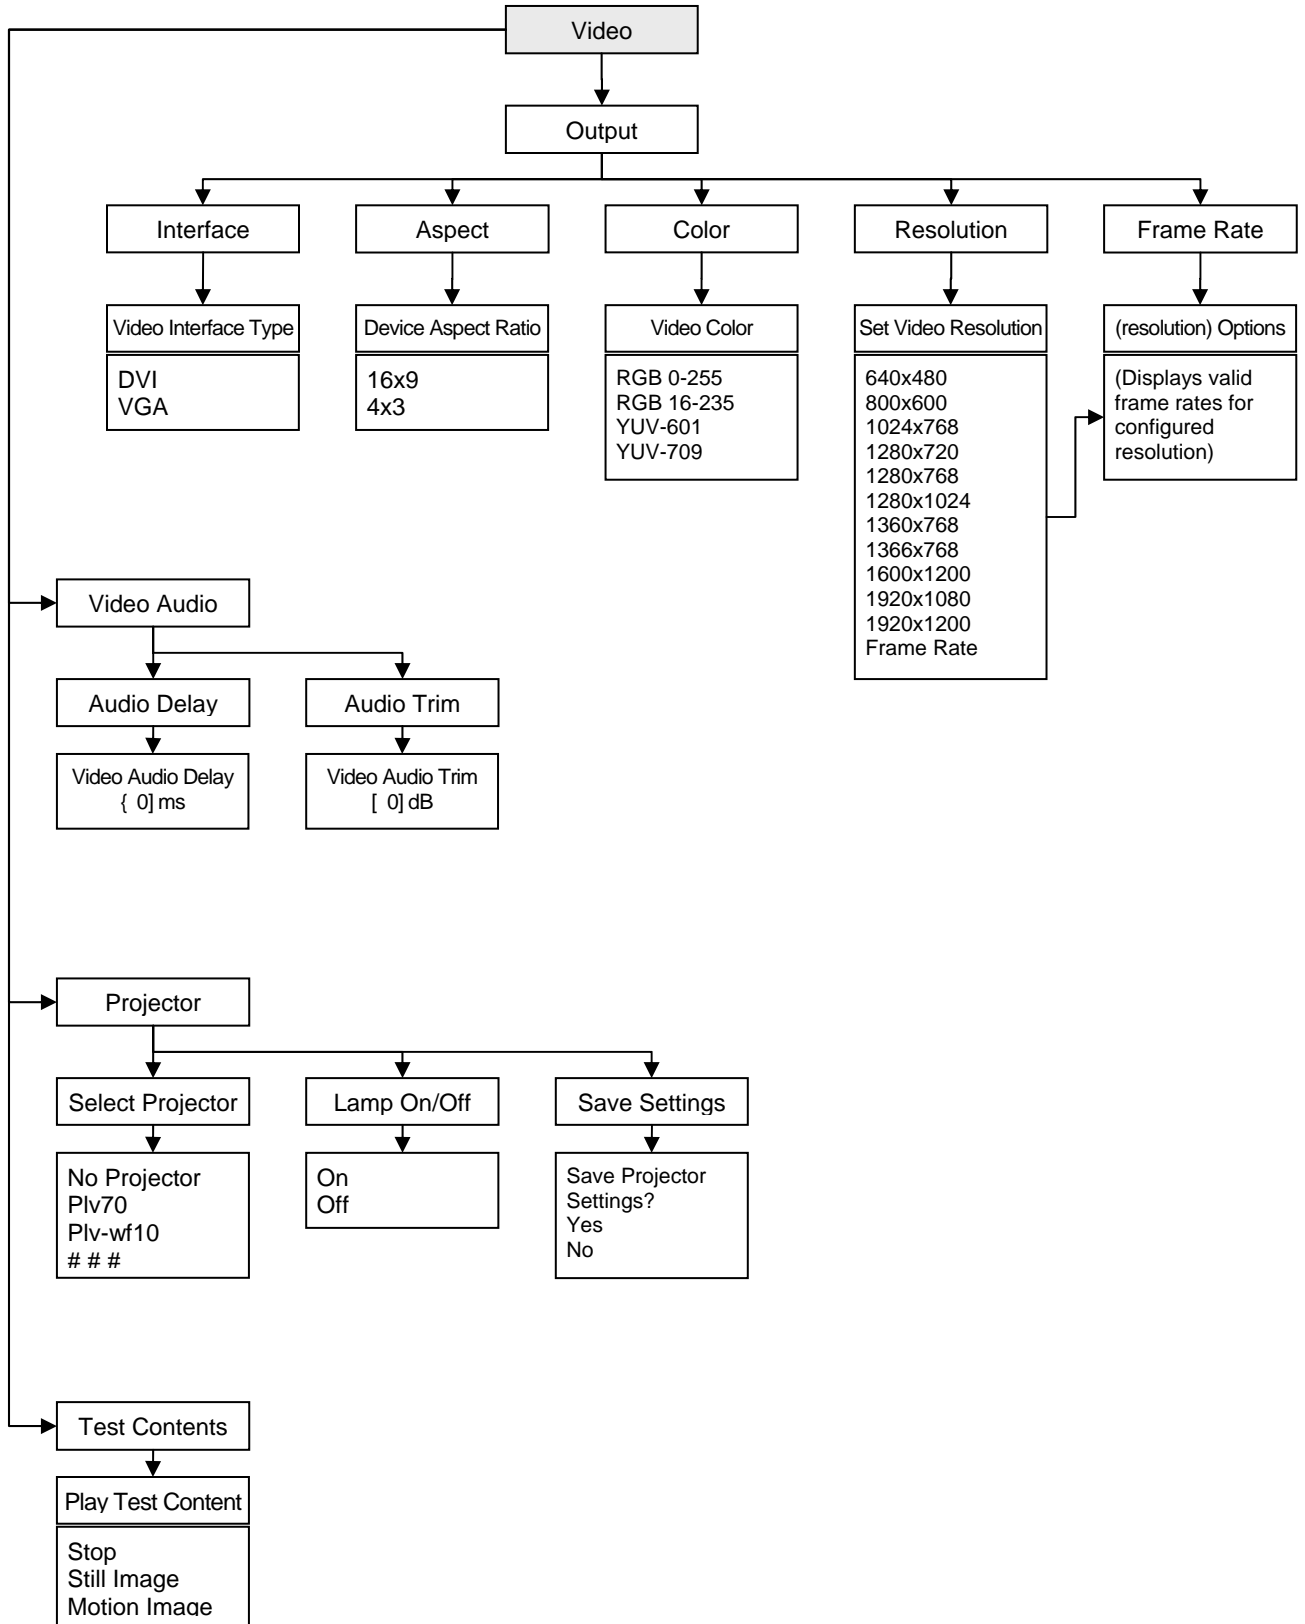 Video
Output
Interface
Aspect
Color
Resolution
Frame Rate
Video Interface Type
DVI
VGA
Device Aspect Ratio
16x9
4x3
Video Color
RGB 0-255
RGB 16-235
YUV-601
YUV-709
Set Video Resolution
640x480
800x600
1024x768
1280x720
1280x768
1280x1024
1360x768
1366x768
1600x1200
1920x1080
1920x1200
Frame Rate
(resolution) Options
(Displays valid
frame rates for
configured
resolution)
Video Audio
Audio Delay
Audio Trim
Video Audio Delay
{ 0] ms
Video Audio Trim
[ 0] dB
Projector
Select Projector
Lamp On/Off
Save Settings
No Projector
Plv70
Plv-wf10
# # #
On
Off
Save Projector
Settings?
Yes
No
Test Contents
Play Test Content
Stop
Still Image
Motion Image